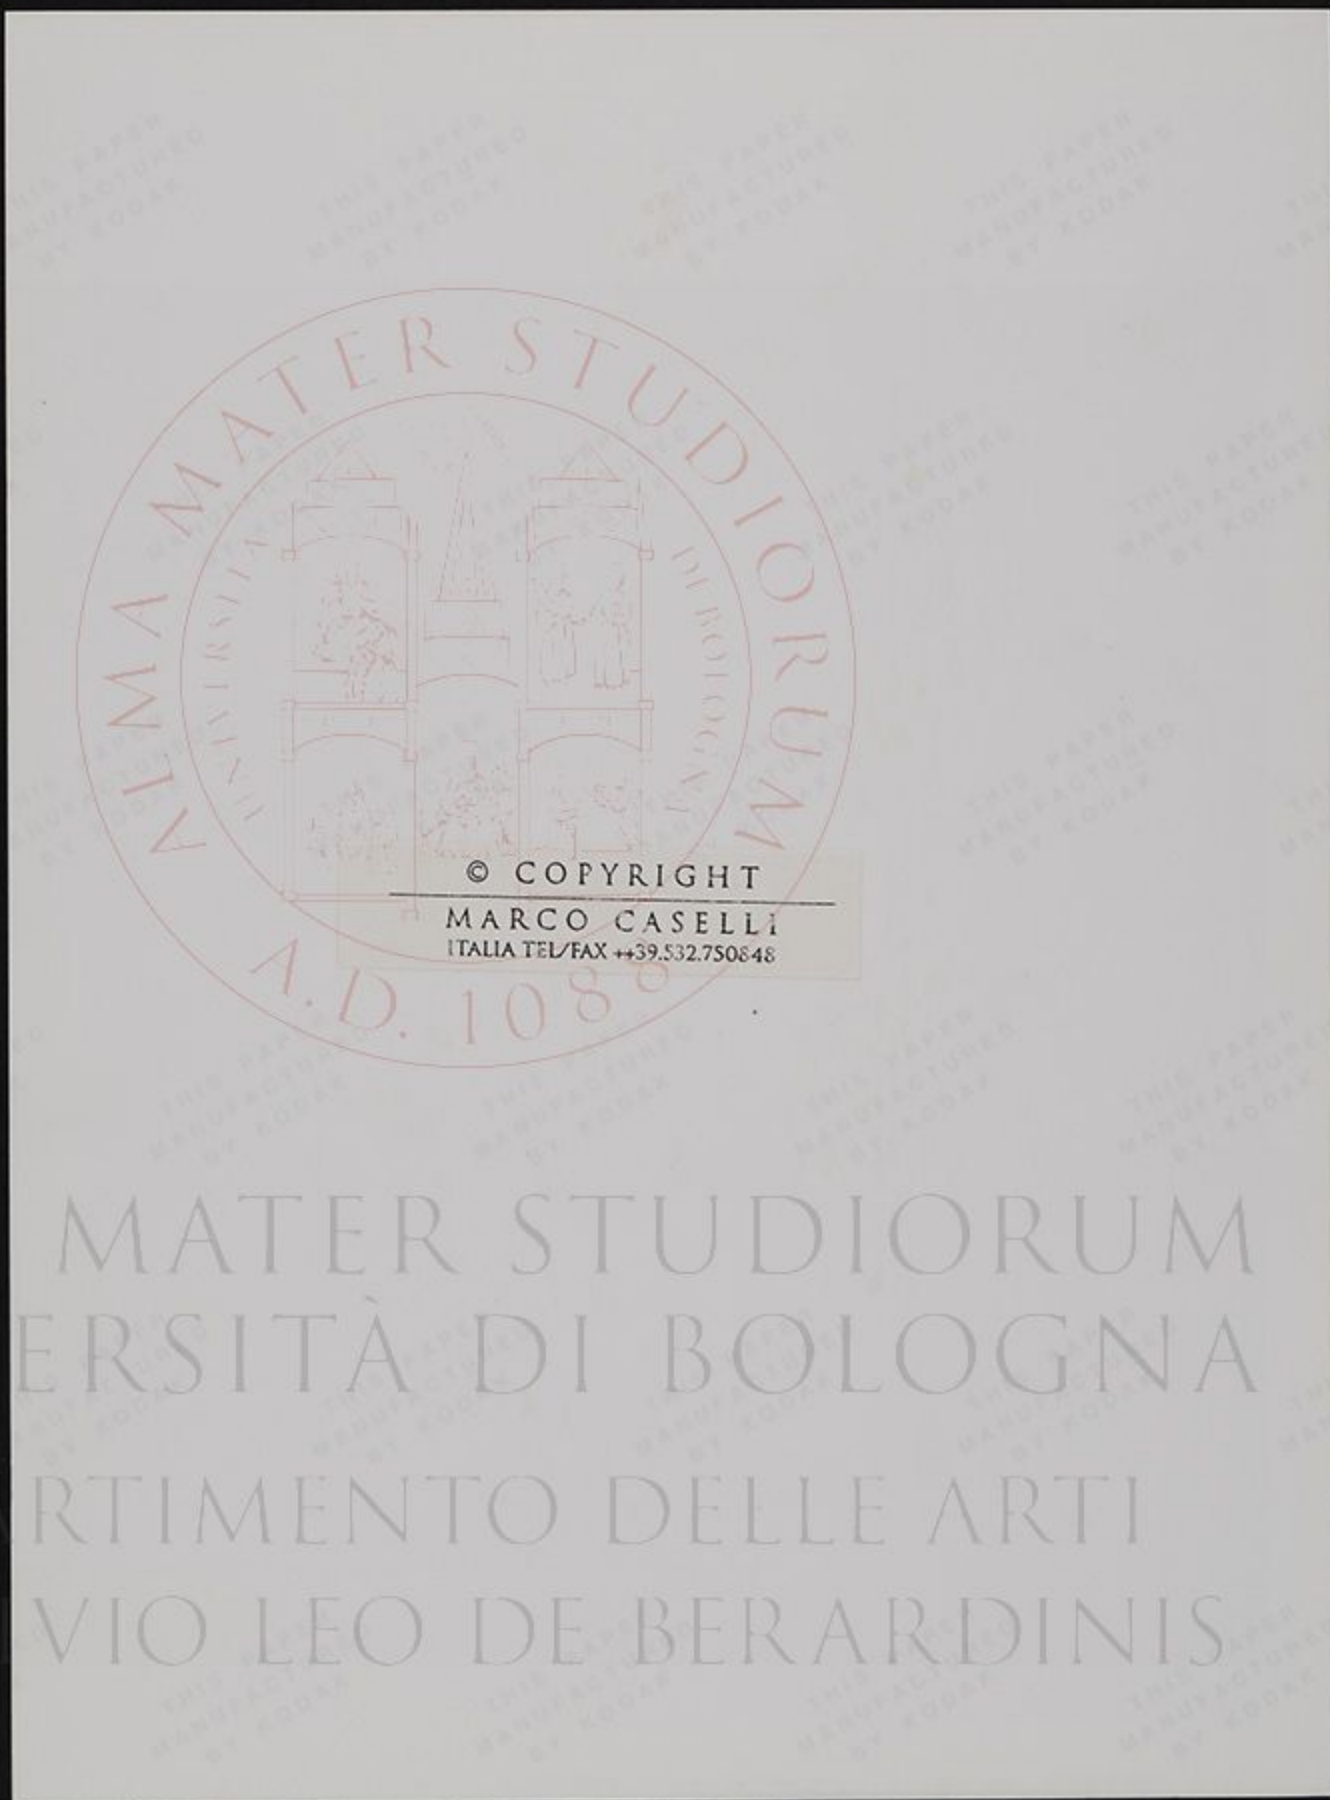 THIS PAPER
MANUFACTURED
BY KODAK
ALMA MATER STUDIORUM
UNIVERSITA DI BOLOGNA
© COPYRIGHT
MARCO CASELLI
ITALIA TEL/FAX ++39.532.750848
A.D. 1088
MATER STUDIORUM
ERSITÀ DI BOLOGNA
RTIMENTO DELLE ARTI
VIO LEO DE BERARDINIS